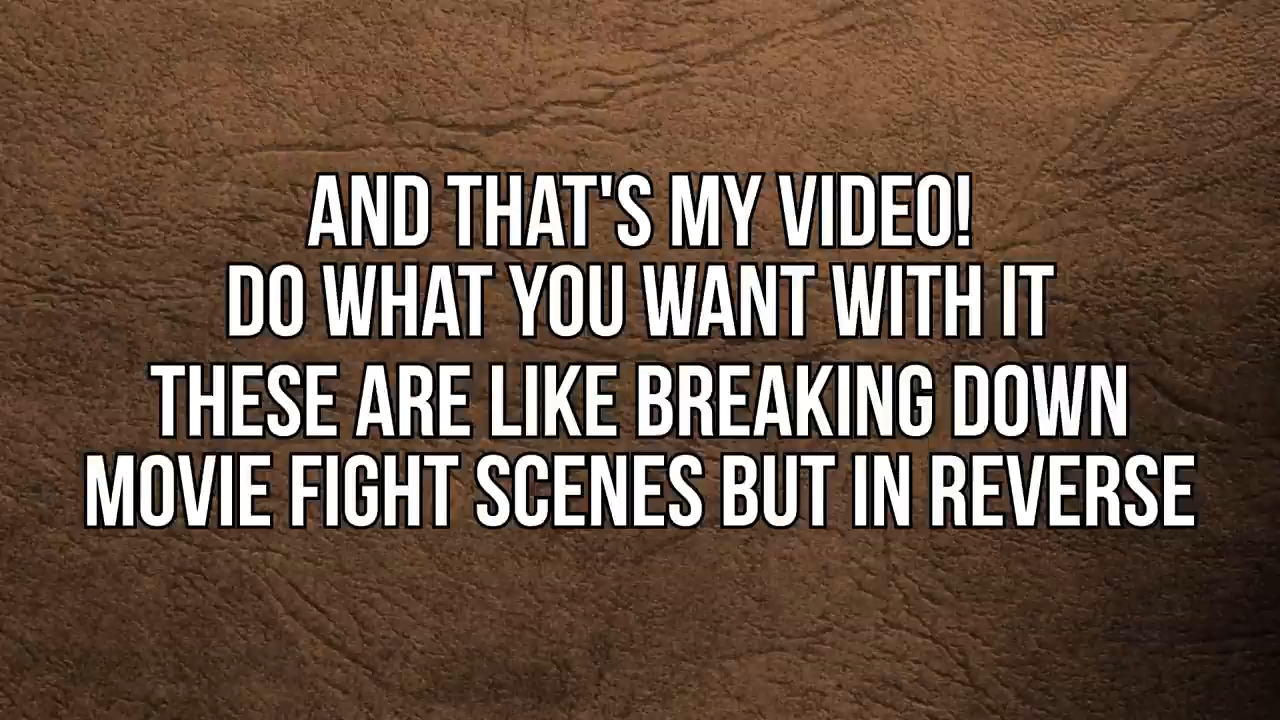 AND THAT'S MY VIDEO!
DO WHAT YOU WANT WITH IT
THESE ARE LIKE BREAKING DOWN
MOVIE FIGHT SCENES BUT IN REVERSE